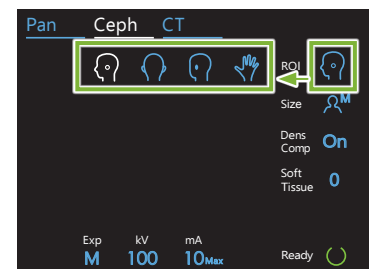 Pan Ceph CT
ROI
Size M
Dens
Comp On
Soft
Tissue 0
Exp kV mA
M 100 10Max
Ready